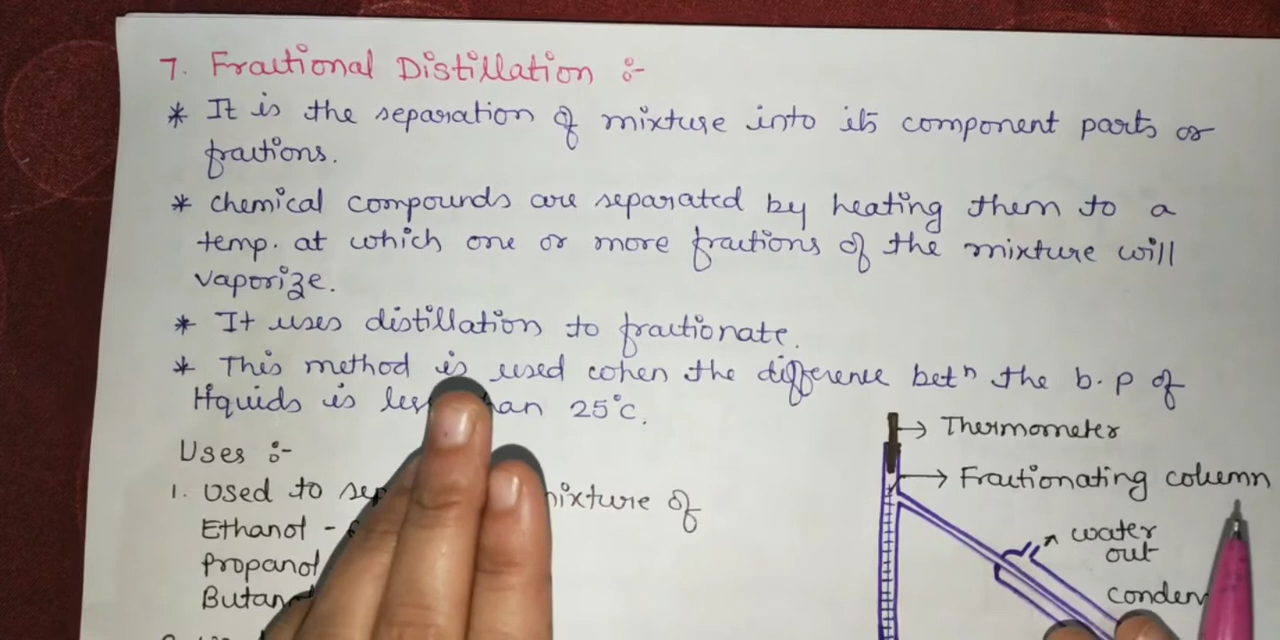 7. Fractional Distillation :-
* It is the separation of mixture into its component parts or
fractions.
* chemical compounds are separated by heating them to a
temp. at which one or more fractions of the mixture will
vaporize.
* It uses distillation to fractionate.
* This method is used when the difference betn the b.p of
liquids is than 25°C.
Uses :-
1. Used to mixture of
Ethanol -
Propanol
Thermometer
Fractionating column
water
out